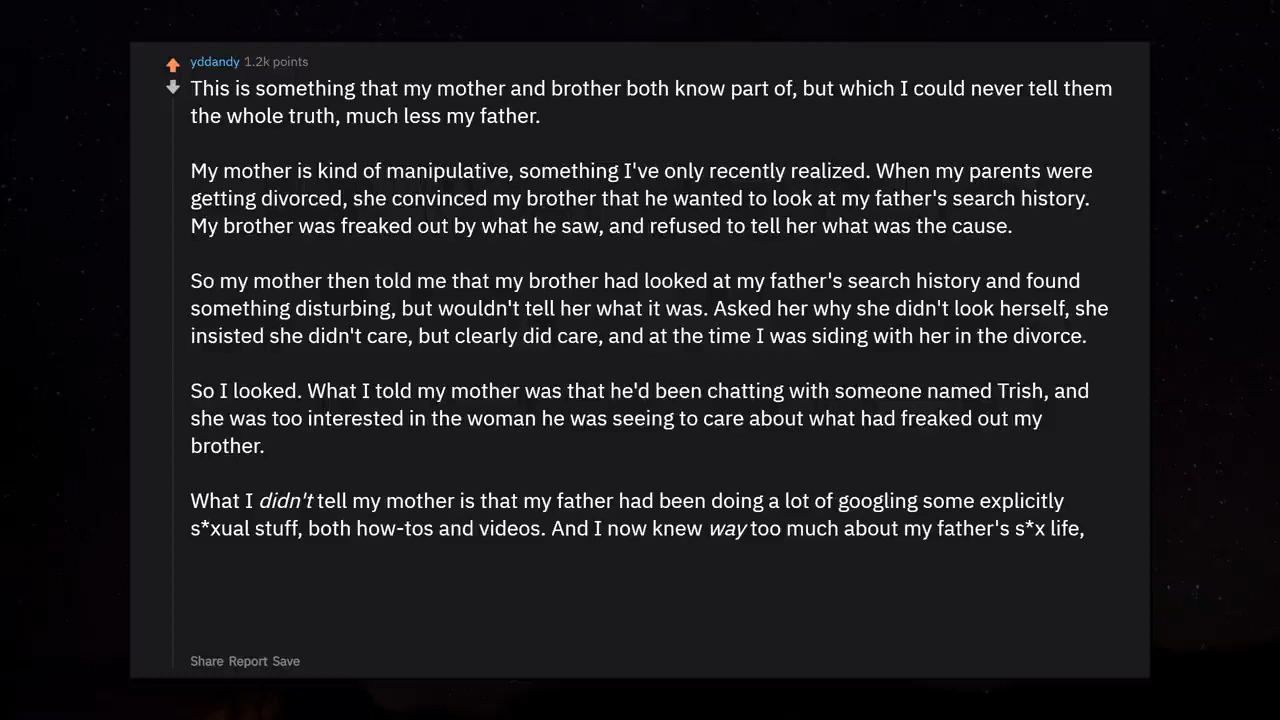 yddandy 1.2k points
This is something that my mother and brother both know part of, but which I could never tell them
the whole truth, much less my father.
My mother is kind of manipulative, something I've only recently realized. When my parents were
getting divorced, she convinced my brother that he wanted to look at my father's search history.
My brother was freaked out by what he saw, and refused to tell her what was the cause.
So my mother then told me that my brother had looked at my father's search history and found
something disturbing, but wouldn't tell her what it was. Asked her why she didn't look herself, she
insisted she didn't care, but clearly did care, and at the time I was siding with her in the divorce.
So I looked. What I told my mother was that he'd been chatting with someone named Trish, and
she was too interested in the woman he was seeing to care about what had freaked out my
brother.
What I didn't tell my mother is that my father had been doing a lot of googling some explicitly
s*xual stuff, both how-tos and videos. And I now knew way too much about my father's s*x life,
Share Report Save